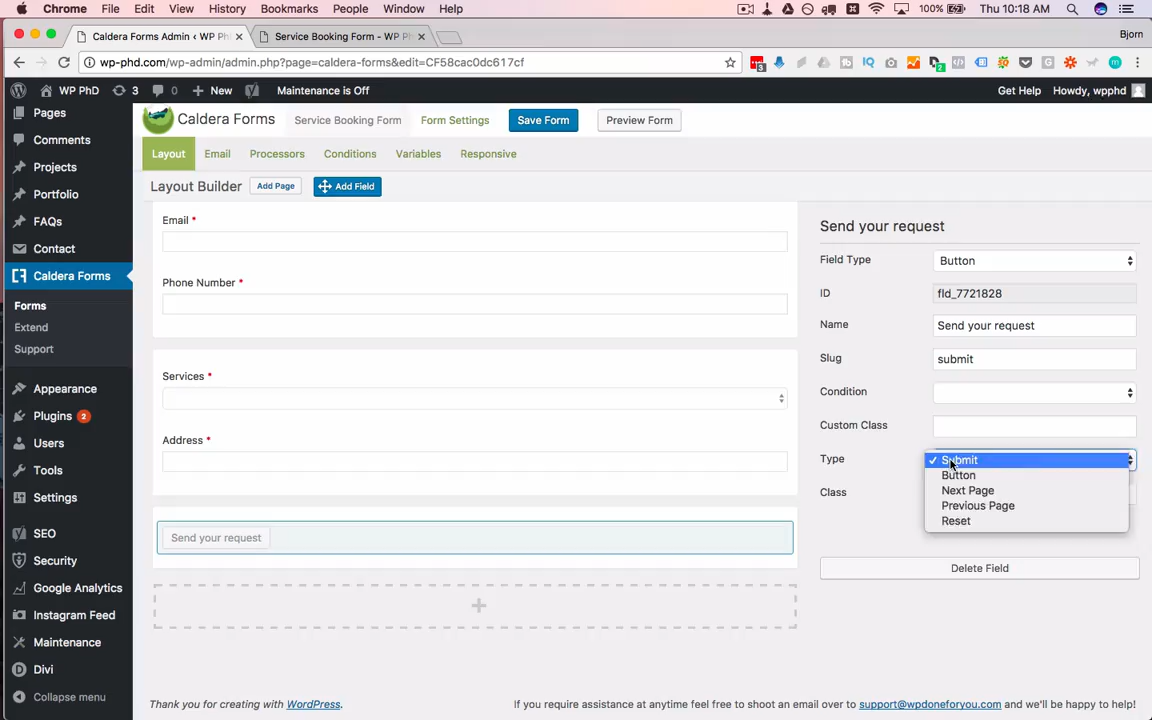 Chrome File Edit View History Bookmarks People Window Help 100% Thu 10:18 AM
Caldera Forms Admin ‹ WP Ph Service Booking Form - WP Ph Bjorn
wp-phd.com/wp-admin/admin.php?page=caldera-forms&edit=CF58cac0dc617cf
WP PhD 3 0 + New Maintenance is Off Get Help Howdy, wpphd
Pages
Comments
Projects
Portfolio
FAQs
Contact
Caldera Forms
Forms
Extend
Support
Appearance
Plugins 2
Users
Tools
Settings
SEO
Security
Google Analytics
Instagram Feed
Maintenance
Divi
Collapse menu
Caldera Forms Service Booking Form Form Settings Save Form Preview Form
Layout Email Processors Conditions Variables Responsive
Layout Builder Add Page Add Field
Email *
Phone Number *
Services *
Address *
Send your request
+
Send your request
Field Type Button
ID fld_7721828
Name Send your request
Slug submit
Condition
Custom Class
Type ✓ Submit
Button
Next Page
Previous Page
Reset
Class
Delete Field
Thank you for creating with WordPress. If you require assistance at anytime feel free to shoot an email over to support@wpdoneforyou.com and we'll be happy to help!